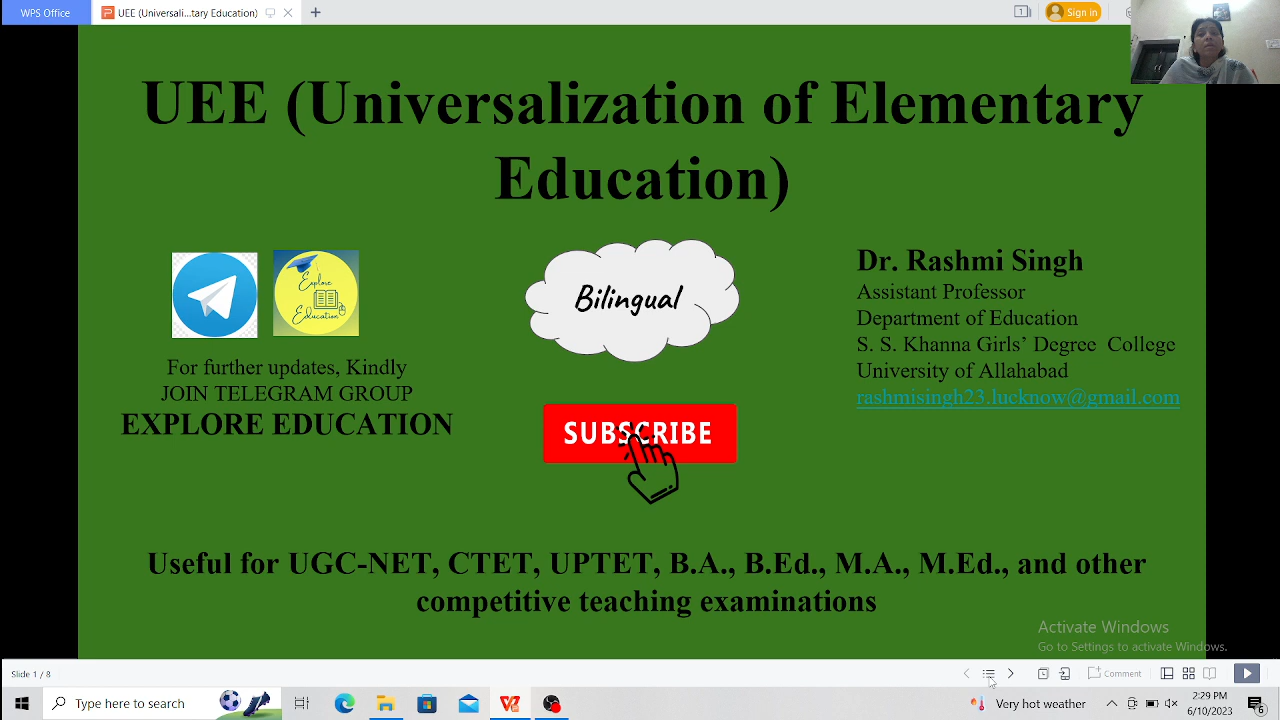 WPS Office
UEE (Universalizati...tary Education)
Sign in
UEE (Universalization of Elementary
Education)
Explore
Education
For further updates, Kindly
JOIN TELEGRAM GROUP
EXPLORE EDUCATION
Bilingual
SUBSCRIBE
Dr. Rashmi Singh
Assistant Professor
Department of Education
S. S. Khanna Girls’ Degree College
University of Allahabad
rashmisingh23.lucknow@gmail.com
Useful for UGC-NET, CTET, UPTET, B.A., B.Ed., M.A., M.Ed., and other
competitive teaching examinations
Activate Windows
Go to Settings to activate Windows.
Slide 1 / 8
Comment
Type here to search
Very hot weather
2:29 PM
6/10/2023
6